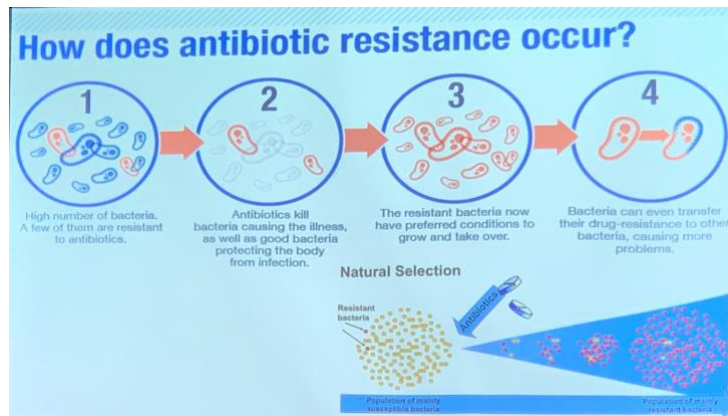 How does antibiotic resistance occur?
1
2
3
4
High number of bacteria.
A few of them are resistant
to antibiotics.
Antibiotics kill
bacteria causing the illness,
as well as good bacteria
protecting the body
from infection.
The resistant bacteria now
have preferred conditions to
grow and take over.
Bacteria can even transfer
their drug-resistance to other
bacteria, causing more
problems.
Natural Selection
Resistant
bacteria
Antibiotics
Population of mainly
susceptible bacteria
Population of mainly
resistant bacteria